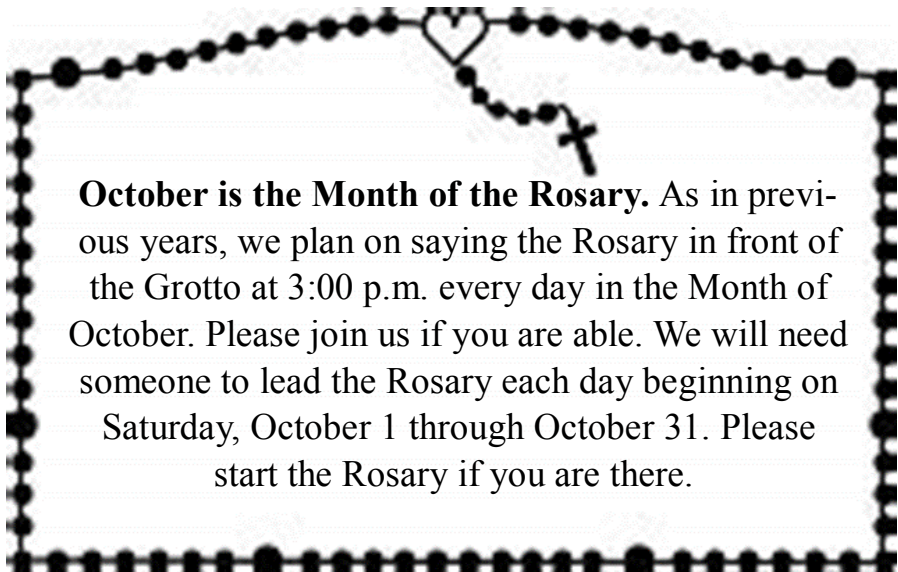 October is the Month of the Rosary. As in previ-
ous years, we plan on saying the Rosary in front of
the Grotto at 3:00 p.m. every day in the Month of
October. Please join us if you are able. We will need
someone to lead the Rosary each day beginning on
Saturday, October 1 through October 31. Please
start the Rosary if you are there.